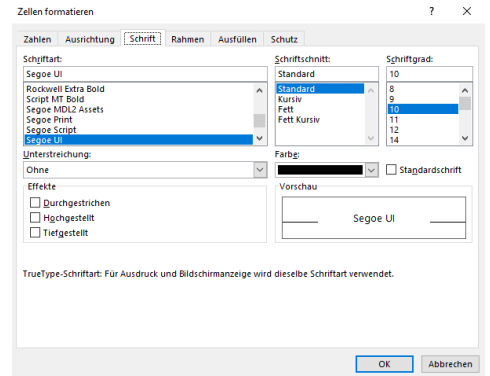 Zellen formatieren ? ×
Zahlen Ausrichtung Schrift Rahmen Ausfüllen Schutz
Schriftart: Schriftschnitt: Schriftgrad:
Segoe UI Standard 10
Rockwell Extra Bold Standard 8
Script MT Bold Kursiv 9
Segoe MDL2 Assets Fett 10
Segoe Print Fett Kursiv 11
Segoe Script 12
Segoe UI 14
Unterstreichung: Farbe:
Ohne Standardschrift
Effekte Vorschau
Durchgestrichen
Hochgestellt Segoe UI
Tiefgestellt
TrueType-Schriftart: Für Ausdruck und Bildschirmanzeige wird dieselbe Schriftart verwendet.
OK Abbrechen